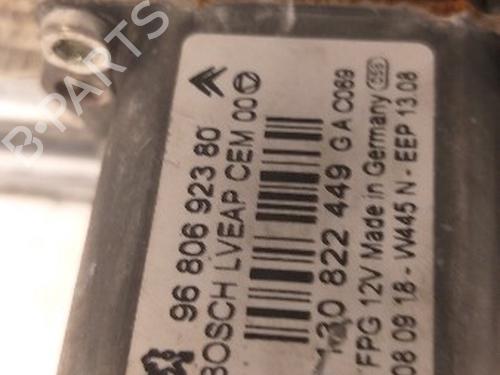 96 806 923 80
BOSCH LVEAP CEM 00
130 822 449 GA C069
FPG 12V Made in Germany
08 09 18 - W445 N - EEP 13.08
B-PARTS